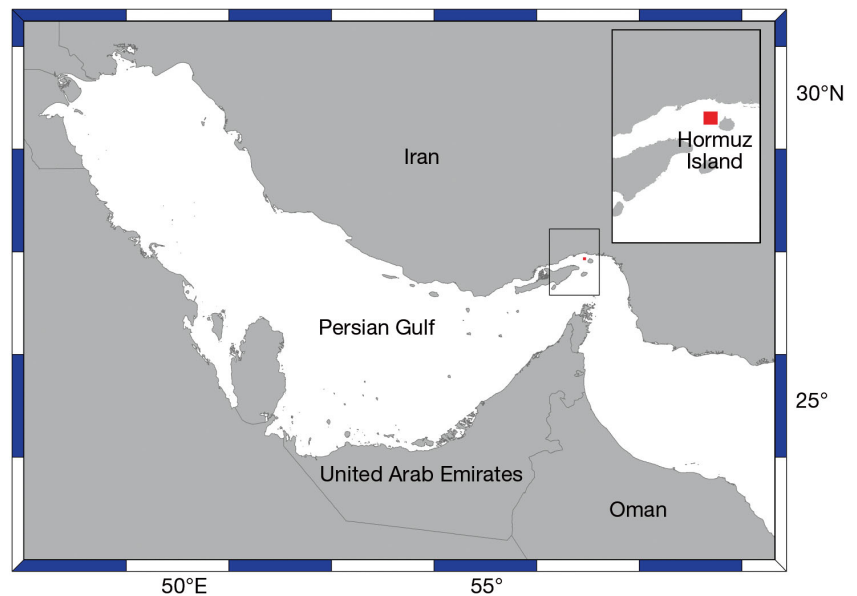 30°N
Hormuz
Island
Iran
Persian Gulf
25°
United Arab Emirates
Oman
50°E
55°